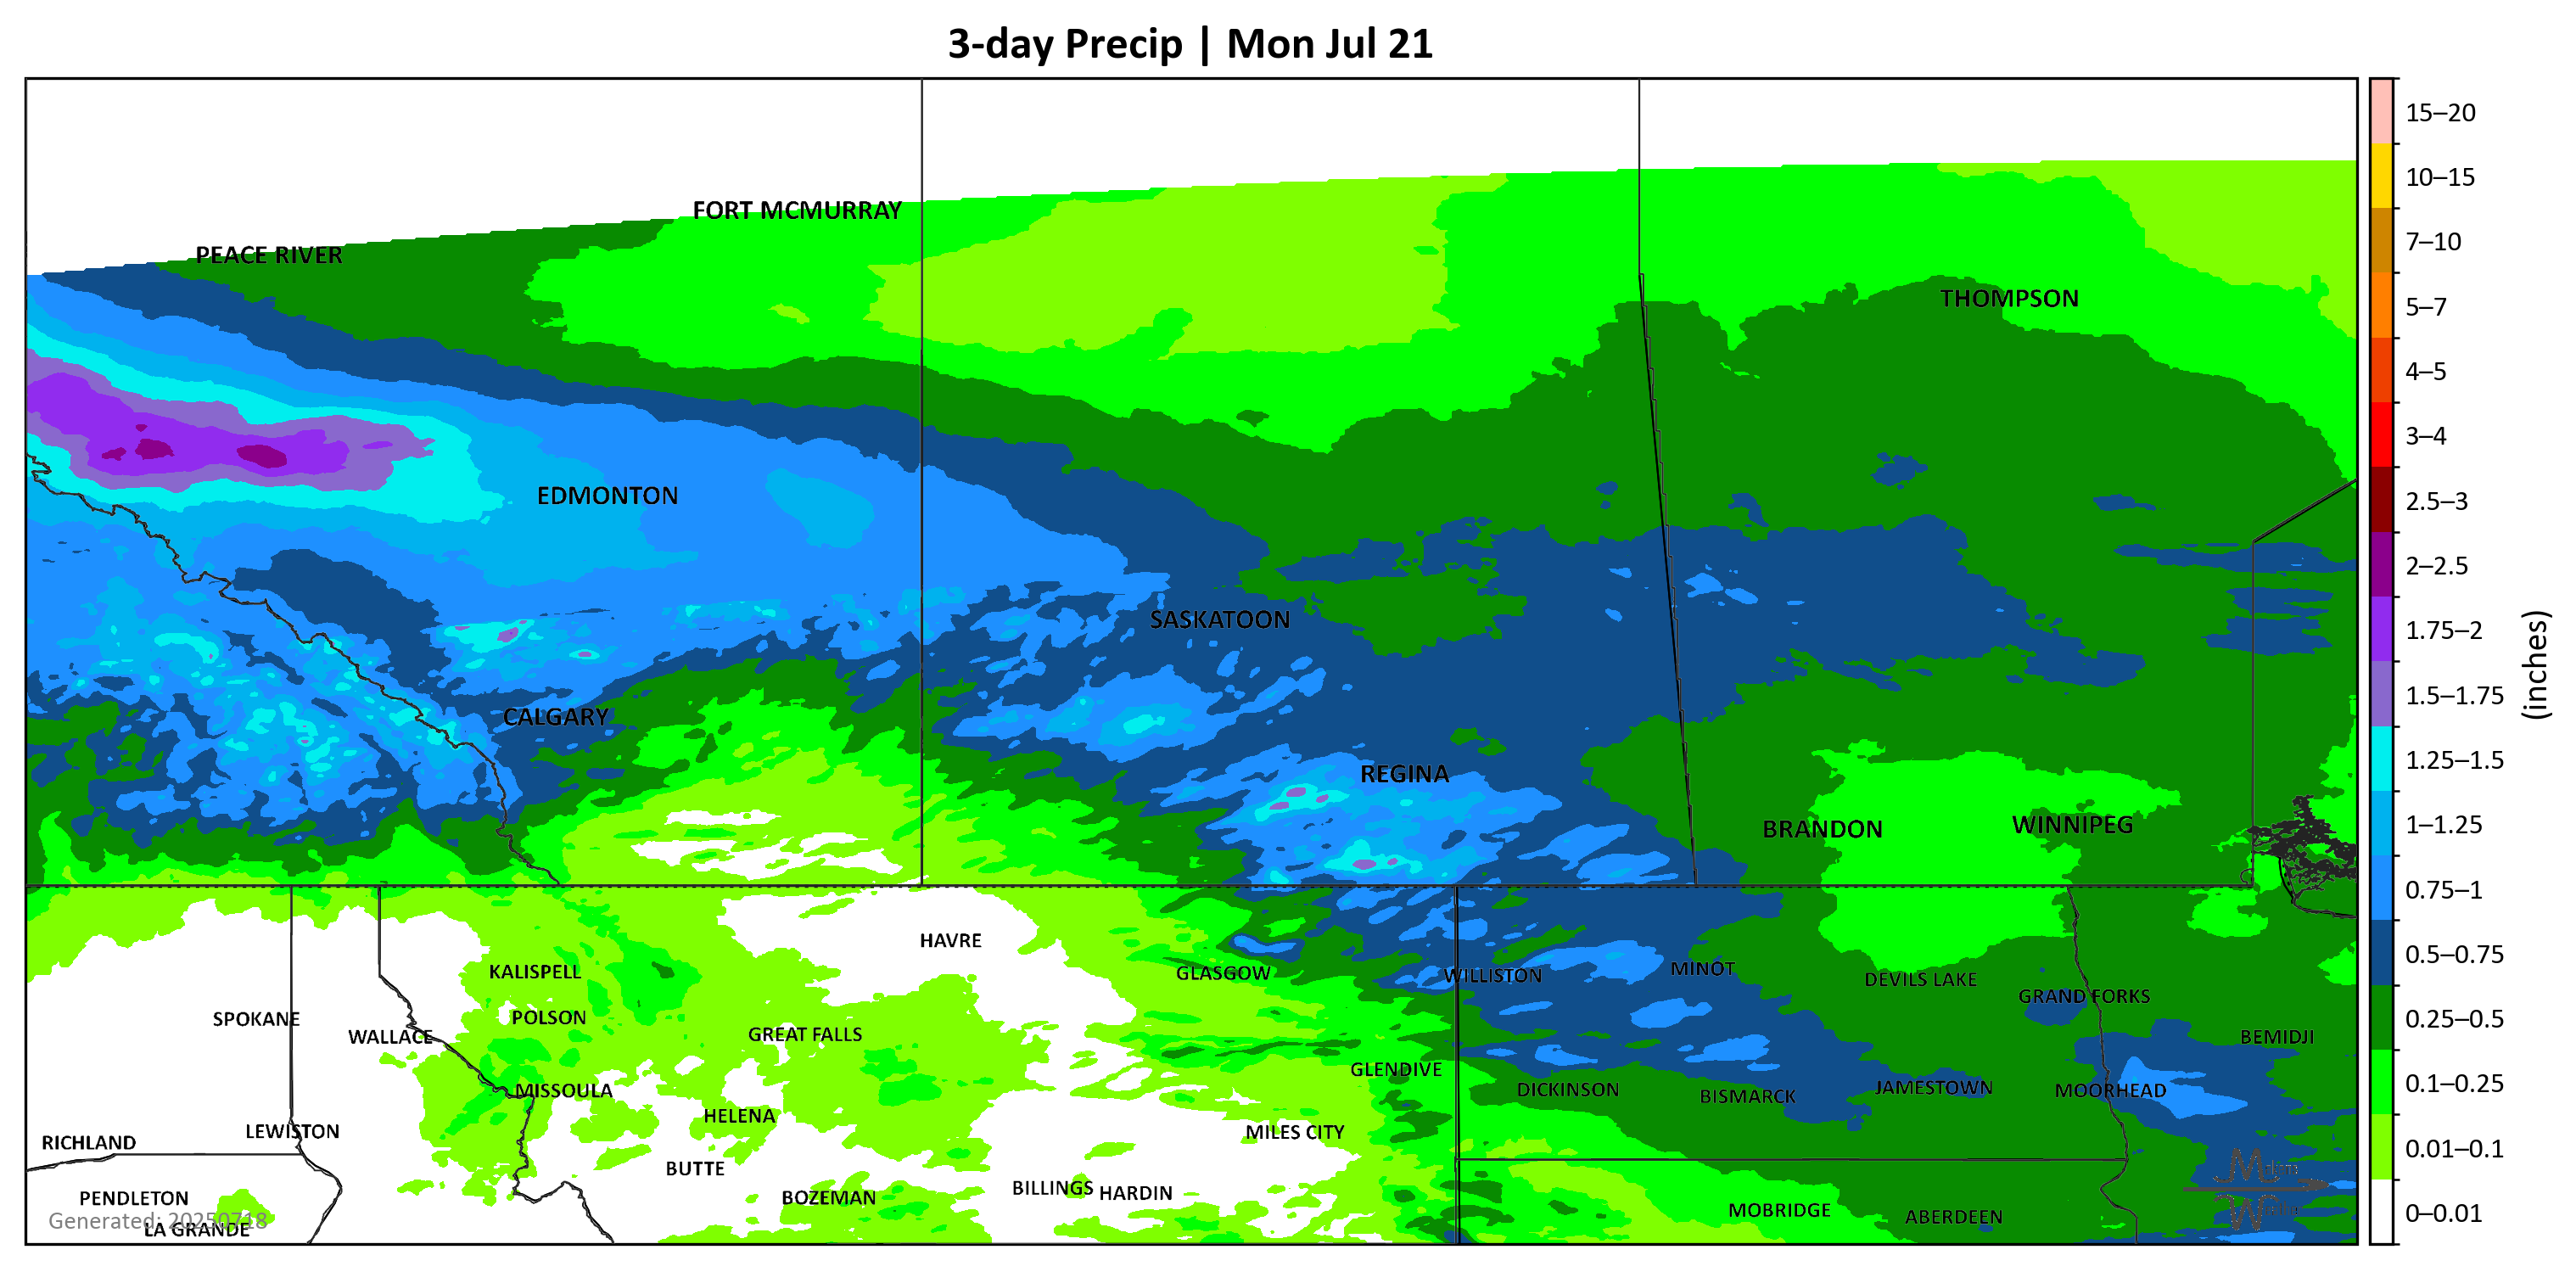 3-day Precip | Mon Jul 21
FORT MCMURRAY
PEACE RIVER
THOMPSON
EDMONTON
SASKATOON
CALGARY
REGINA
BRANDON
WINNIPEG
HAVRE
KALISPELL
GLASGOW
WILLISTON
MINOT
DEVILS LAKE
GRAND FORKS
SPOKANE
POLSON
WALLACE
GREAT FALLS
BEMIDJI
GLENDIVE
MISSOULA
DICKINSON
BISMARCK
JAMESTOWN
MOORHEAD
HELENA
RICHLAND
LEWISTON
MILES CITY
BUTTE
PENDLETON
BOZEMAN
BILLINGS
HARDIN
MOBRIDGE
ABERDEEN
Generated: 20250718
LA GRANDE
15–20
10–15
7–10
5–7
4–5
3–4
2.5–3
2–2.5
1.75–2
1.5–1.75
1.25–1.5
1–1.25
0.75–1
0.5–0.75
0.25–0.5
0.1–0.25
0.01–0.1
0–0.01
(inches)